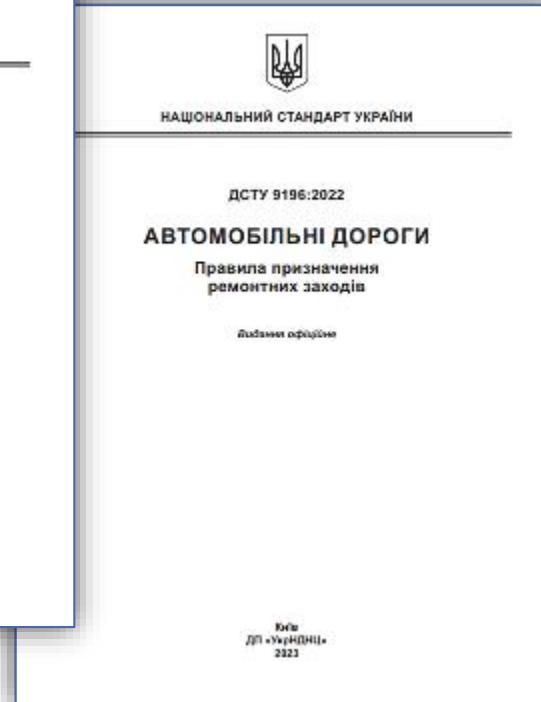 НАЦІОНАЛЬНИЙ СТАНДАРТ УКРАЇНИ
ДСТУ 9196:2022
АВТОМОБІЛЬНІ ДОРОГИ
Правила призначення
ремонтних заходів
Видання офіційне
Київ
ДП «УкрНДНЦ»
2023